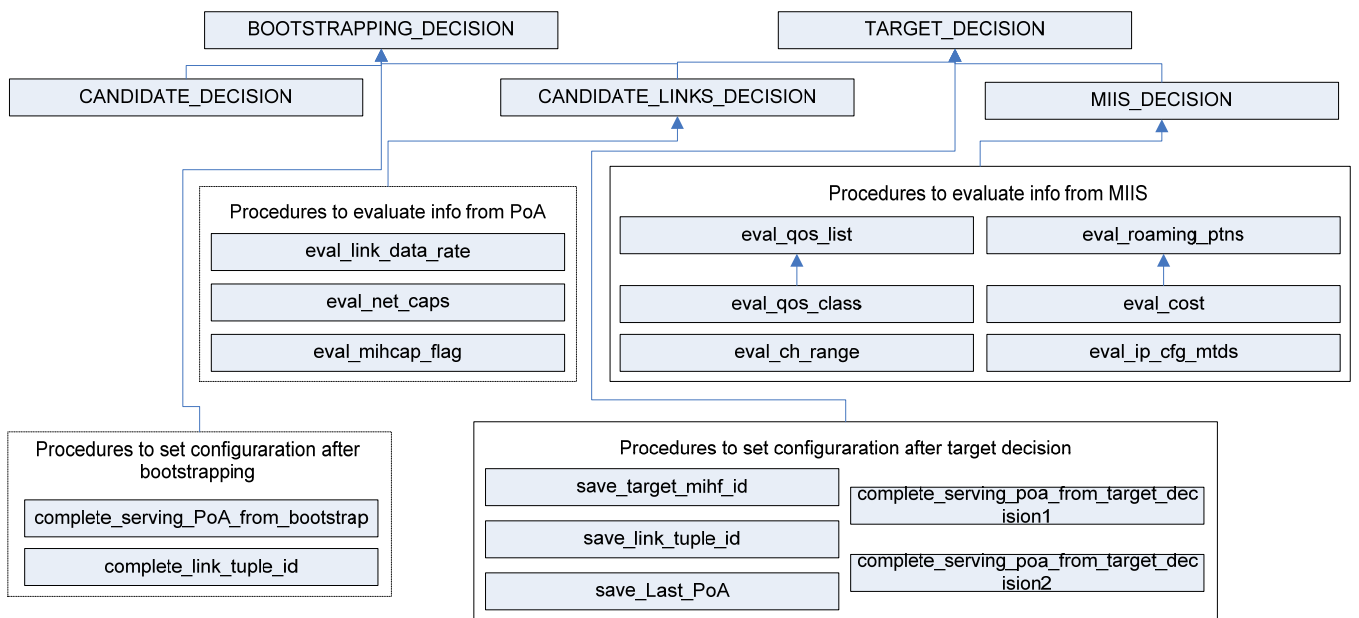 BOOTSTRAPPING_DECISION
TARGET_DECISION
CANDIDATE_DECISION
CANDIDATE_LINKS_DECISION
MIIS_DECISION
Procedures to evaluate info from PoA
eval_link_data_rate
eval_net_caps
eval_mihcap_flag
Procedures to evaluate info from MIIS
eval_qos_list
eval_roaming_ptns
eval_qos_class
eval_cost
eval_ch_range
eval_ip_cfg_mtds
Procedures to set configuraration after
bootstrapping
complete_serving_PoA_from_bootstrap
complete_link_tuple_id
Procedures to set configuraration after target decision
save_target_mihf_id
save_link_tuple_id
save_Last_PoA
complete_serving_poa_from_target_dec
ision1
complete_serving_poa_from_target_dec
ision2